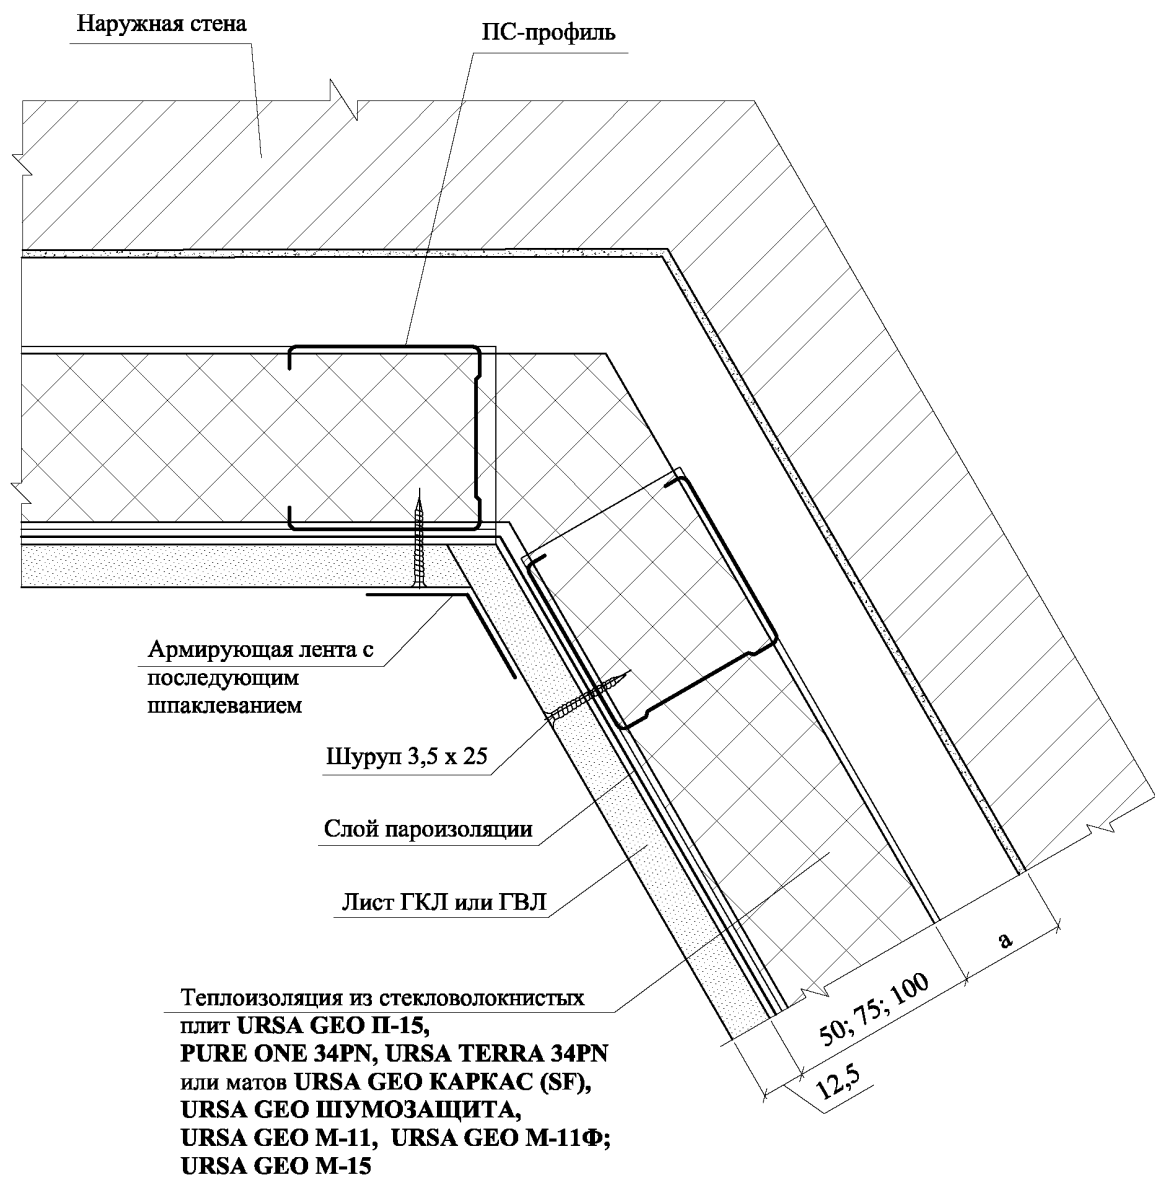 Наружная стена
ПС-профиль
Армирующая лента с
последующим
шпаклеванием
Шуруп 3,5 х 25
Слой пароизоляции
Лист ГКЛ или ГВЛ
Теплоизоляция из стекловолокнистых
плит URSA GEO П-15,
PURE ONE 34PN, URSA TERRA 34PN
или матов URSA GEO КАРКАС (SF),
URSA GEO ШУМОЗАЩИТА,
URSA GEO М-11, URSA GEO М-11Ф;
URSA GEO М-15
12,5
50; 75; 100
а